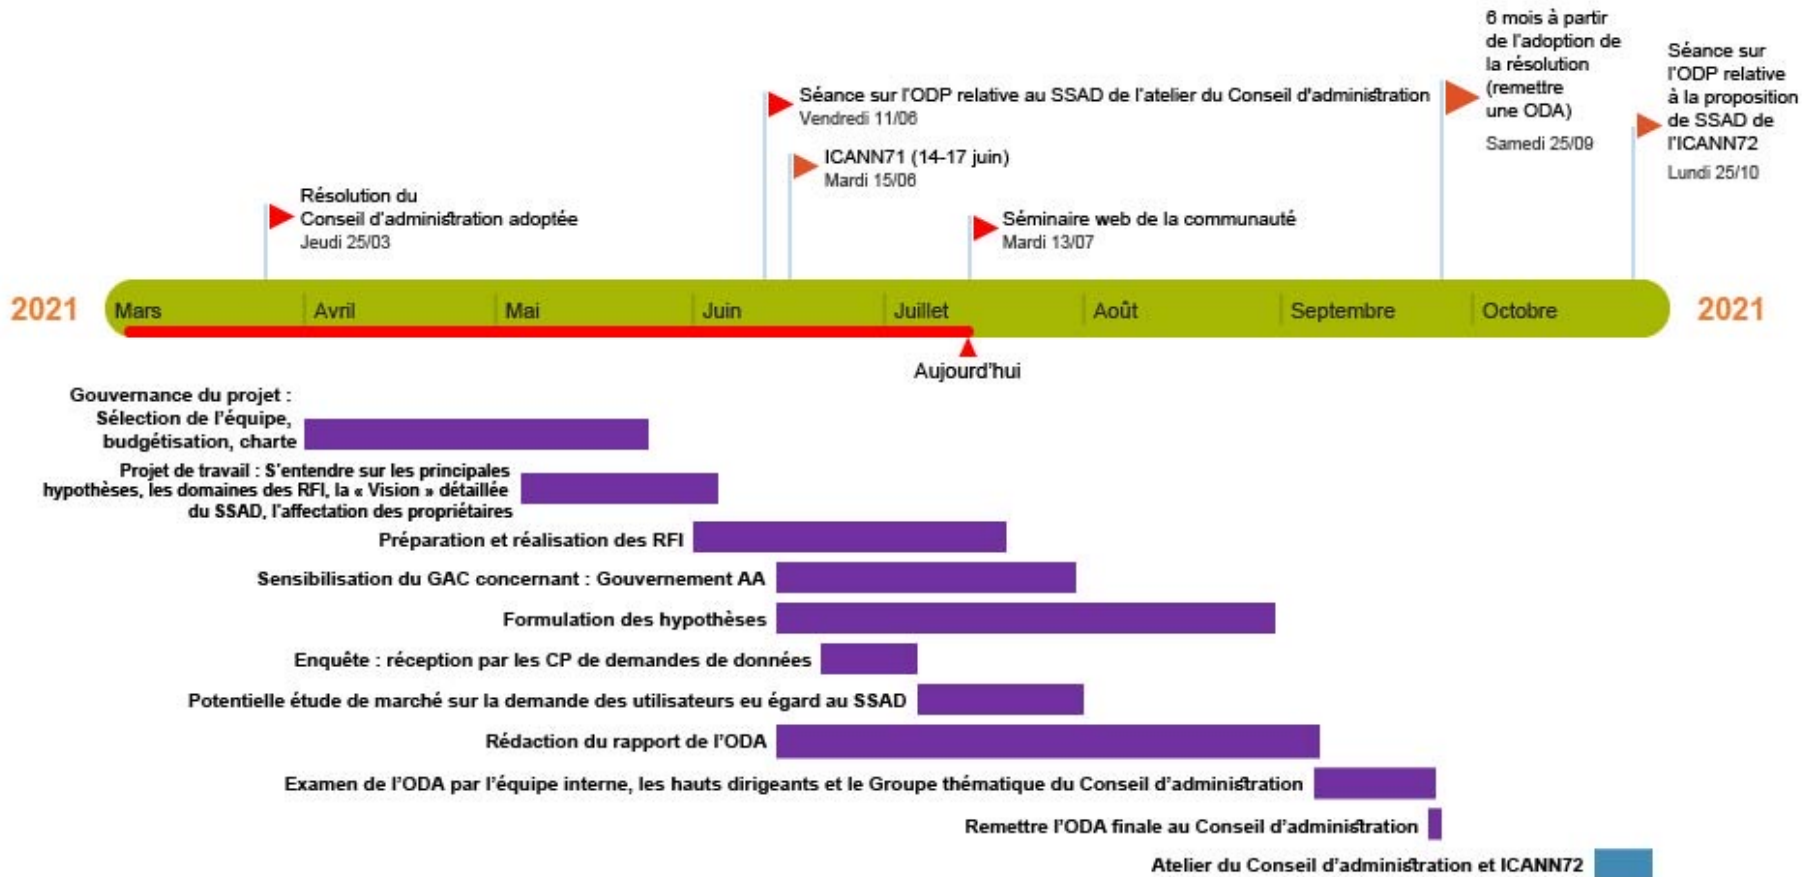 6 mois à partir
de l'adoption de
la résolution
(remettre
une ODA)
Samedi 25/09
Séance sur
l'ODP relative
à la proposition
de SSAD de
l'ICANN72
Lundi 25/10
Séance sur l'ODP relative au SSAD de l'atelier du Conseil d'administration
Vendredi 11/06
ICANN71 (14-17 juin)
Mardi 15/06
Résolution du
Conseil d'administration adoptée
Jeudi 25/03
Séminaire web de la communauté
Mardi 13/07
2021
Mars
Avril
Mai
Juin
Juillet
Août
Septembre
Octobre
2021
Aujourd'hui
Gouvernance du projet :
Sélection de l'équipe,
budgétisation, charte
Projet de travail : S'entendre sur les principales
hypothèses, les domaines des RFI, la « Vision » détaillée
du SSAD, l'affectation des propriétaires
Préparation et réalisation des RFI
Sensibilisation du GAC concernant : Gouvernement AA
Formulation des hypothèses
Enquête : réception par les CP de demandes de données
Potentielle étude de marché sur la demande des utilisateurs eu égard au SSAD
Rédaction du rapport de l'ODA
Examen de l'ODA par l'équipe interne, les hauts dirigeants et le Groupe thématique du Conseil d'administration
Remettre l'ODA finale au Conseil d'administration
Atelier du Conseil d'administration et ICANN72